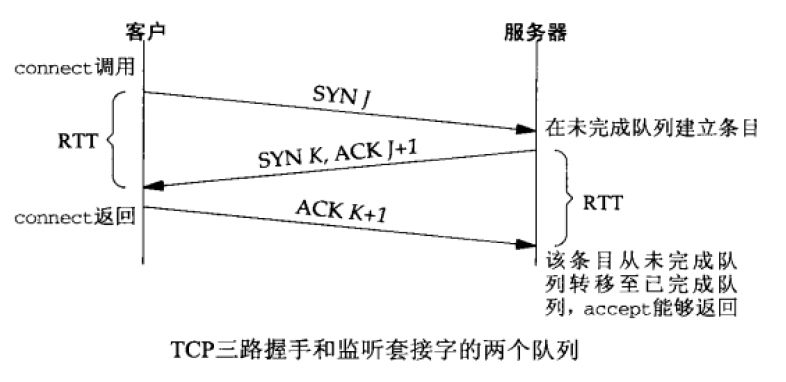 客户
服务器
connect调用
SYN J
在未完成队列建立条目
RTT
SYN K, ACK J+1
RTT
connect返回
ACK K+1
该条目从未完成队
列转移至已完成队
列，accept能够返回
TCP三路握手和监听套接字的两个队列